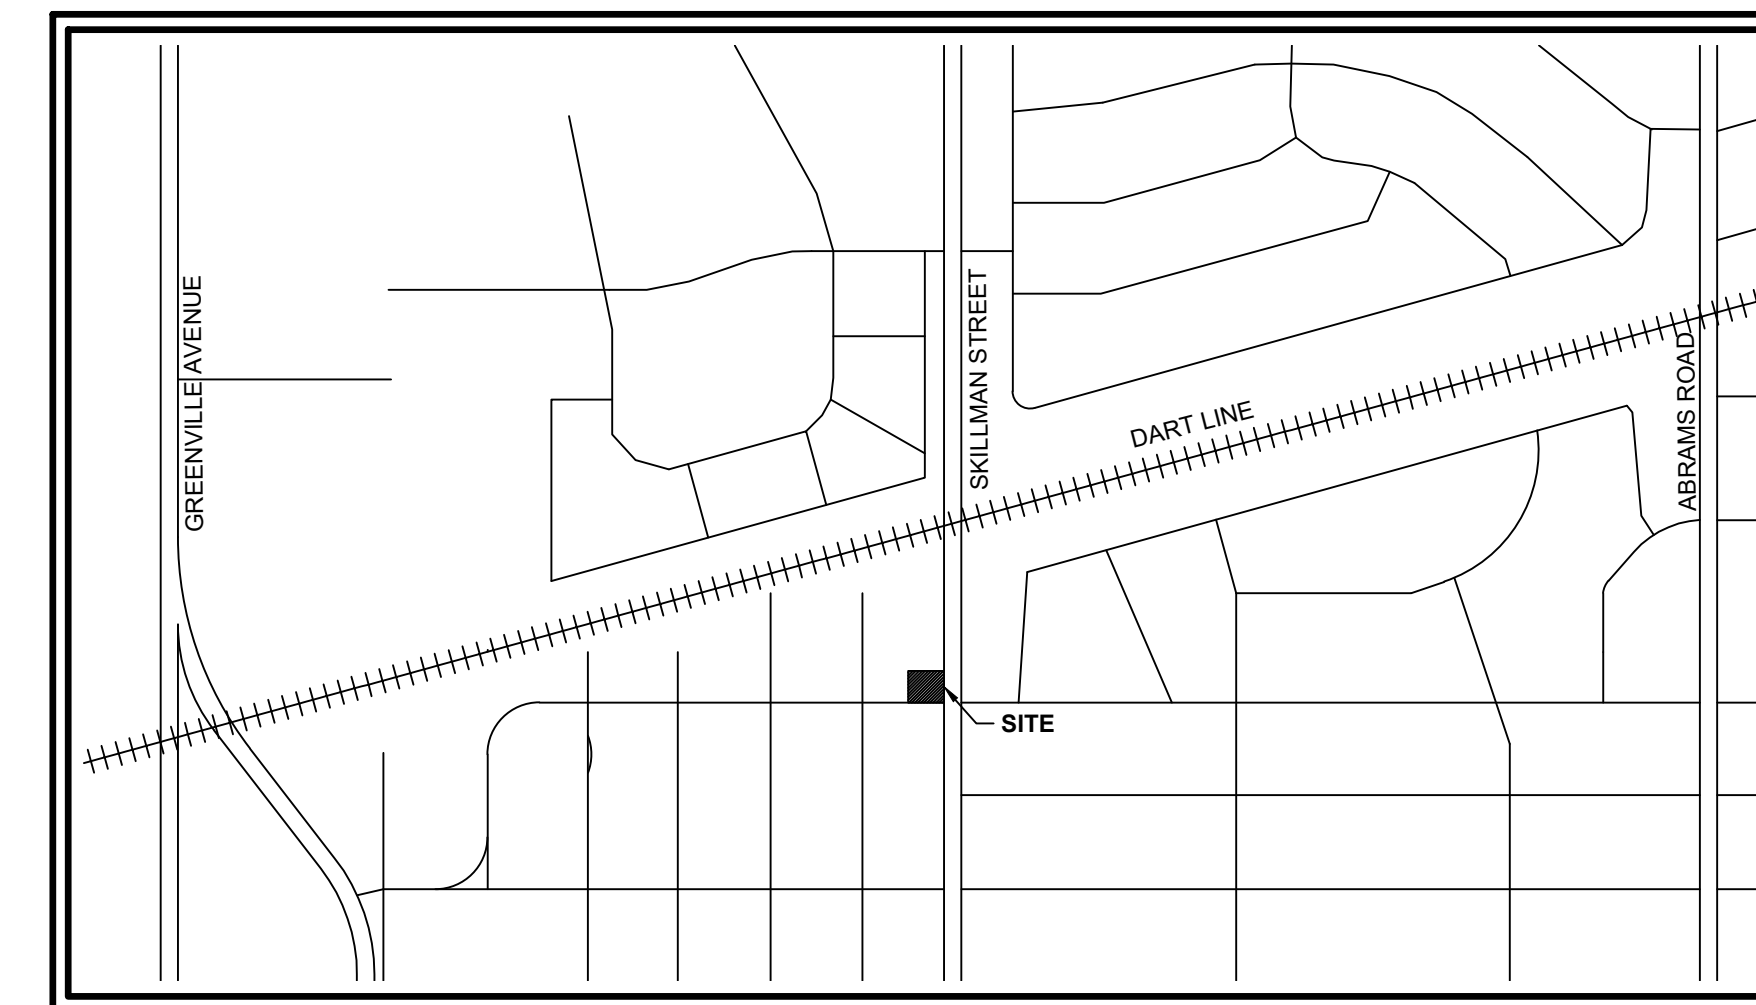 GREENVILLE AVENUE
SKILLMAN STREET
DART LINE
ABRAMS ROAD
SITE